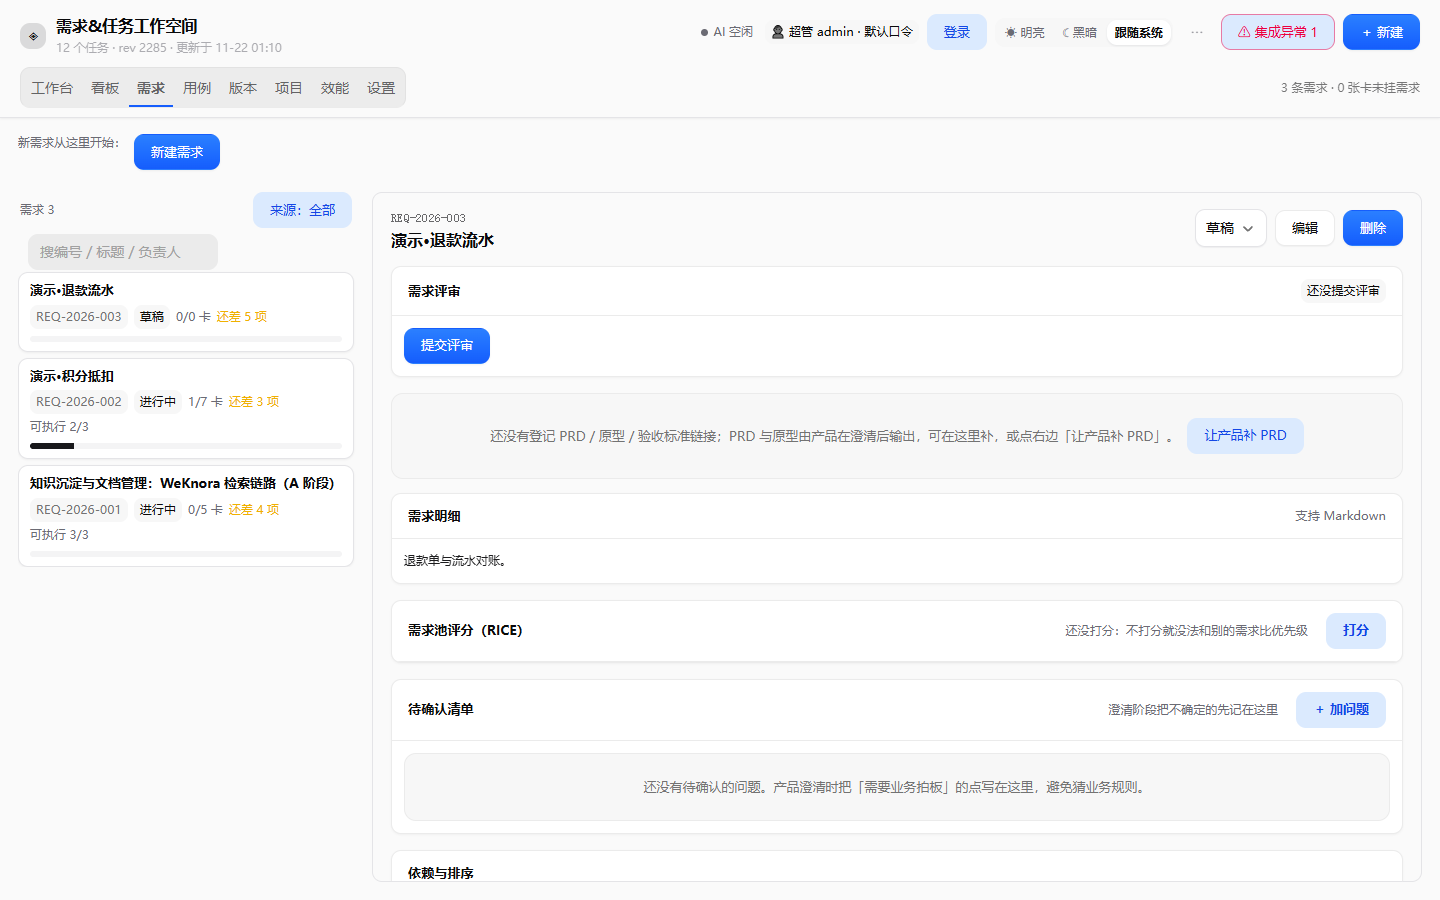 需求&任务工作空间
12 个任务 · rev 2285 · 更新于 11-22 01:10
AI 空闲
超管 admin · 默认口令
登录
明亮
黑暗
跟随系统
···
集成异常 1
+ 新建
工作台 看板 需求 用例 版本 项目 效能 设置
3 条需求 · 0 张卡未挂需求
新需求从这里开始：
新建需求
需求 3
来源：全部
搜编号 / 标题 / 负责人
演示•退款流水
REQ-2026-003 草稿 0/0 卡 还差 5 项
演示•积分抵扣
REQ-2026-002 进行中 1/7 卡 还差 3 项
可执行 2/3
知识沉淀与文档管理：WeKnora 检索链路（A 阶段）
REQ-2026-001 进行中 0/5 卡 还差 4 项
可执行 3/3
REQ-2026-003
演示•退款流水
草稿
编辑
删除
需求评审
还没提交评审
提交评审
还没有登记 PRD / 原型 / 验收标准链接；PRD 与原型由产品在澄清后输出，可在这里补，或点右边「让产品补 PRD」。
让产品补 PRD
需求明细
支持 Markdown
退款单与流水对账。
需求池评分（RICE）
还没打分：不打分就没法和别的需求比优先级
打分
待确认清单
澄清阶段把不确定的先记在这里
+ 加问题
还没有待确认的问题。产品澄清时把「需要业务拍板」的点写在这里，避免猜业务规则。
依赖与排序